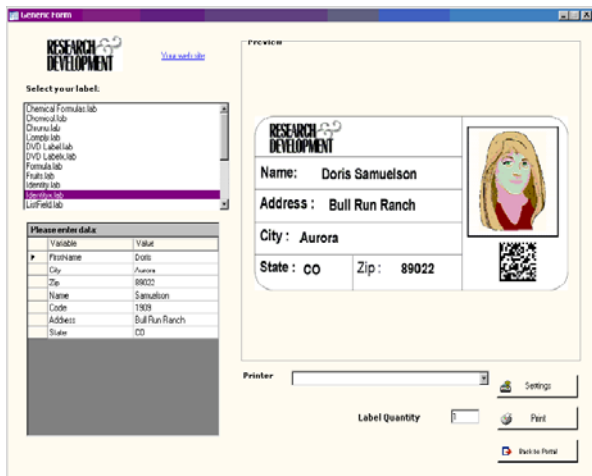 Generic Form
RESEARCH &
DEVELOPMENT
Your web site
Select your label:
Chemical Formulas.lab
Chemical.lab
Chrono.lab
Comply.lab
DVD Label.lab
DVD Labelx.lab
Formula.lab
Fruits.lab
Identity.lab
Identitys.lab
ListField.lab
Please enter data:
Variable Value
FirstName Doris
City Aurora
Zip 89022
Name Samuelson
Code 1909
Address Bull Run Ranch
State CO
Preview
RESEARCH &
DEVELOPMENT
Name: Doris Samuelson
Address : Bull Run Ranch
City : Aurora
State : CO Zip : 89022
Printer
Settings
Label Quantity 1 Print
Back to Portal